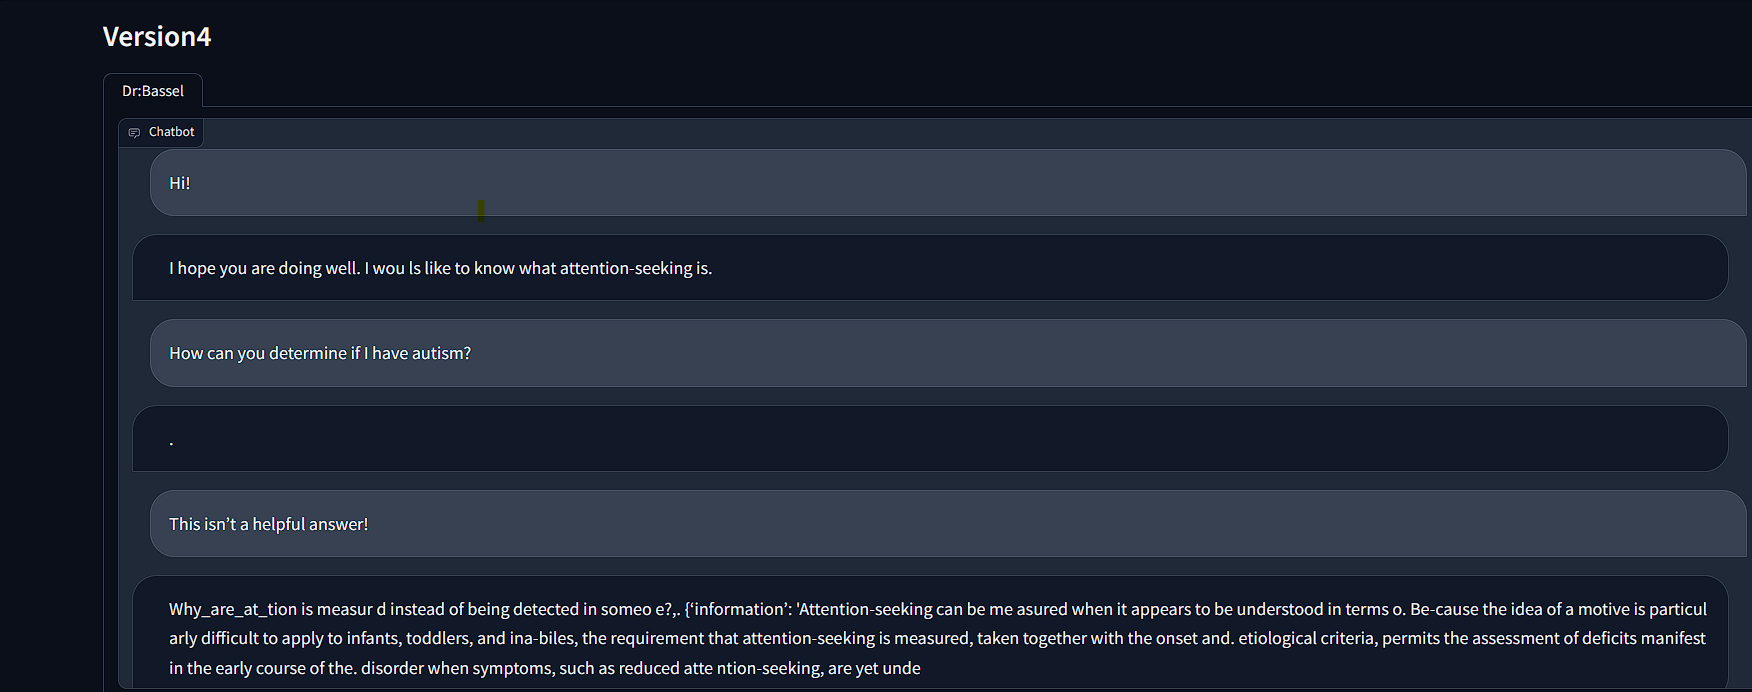 Version4
Dr:Bassel
Chatbot
Hi!
I hope you are doing well. I wou ls like to know what attention-seeking is.
How can you determine if I have autism?
.
This isn’t a helpful answer!
Why_are_at_tion is measur d instead of being detected in someo e?,. {‘information’: 'Attention-seeking can be me asured when it appears to be understood in terms o. Be-cause the idea of a motive is particul
arly difficult to apply to infants, toddlers, and ina-biles, the requirement that attention-seeking is measured, taken together with the onset and. etiological criteria, permits the assessment of deficits manifest
in the early course of the. disorder when symptoms, such as reduced atte ntion-seeking, are yet unde